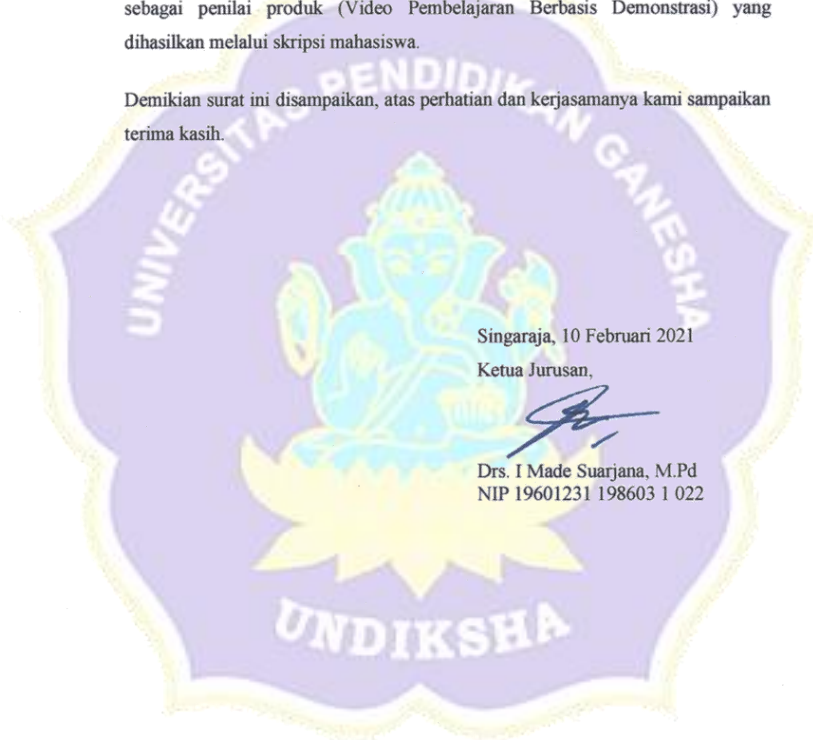 sebagai penilai produk (Video Pembelajaran Berbasis Demonstrasi) yang
dihasilkan melalui skripsi mahasiswa.
Demikian surat ini disampaikan, atas perhatian dan kerjasamanya kami sampaikan
terima kasih.
UNIVERSITAS PENDIDIKAN GANESHA
Singaraja, 10 Februari 2021
Ketua Jurusan,
Drs. I Made Suarjana, M.Pd
NIP 19601231 198603 1 022
UNDIKSHA